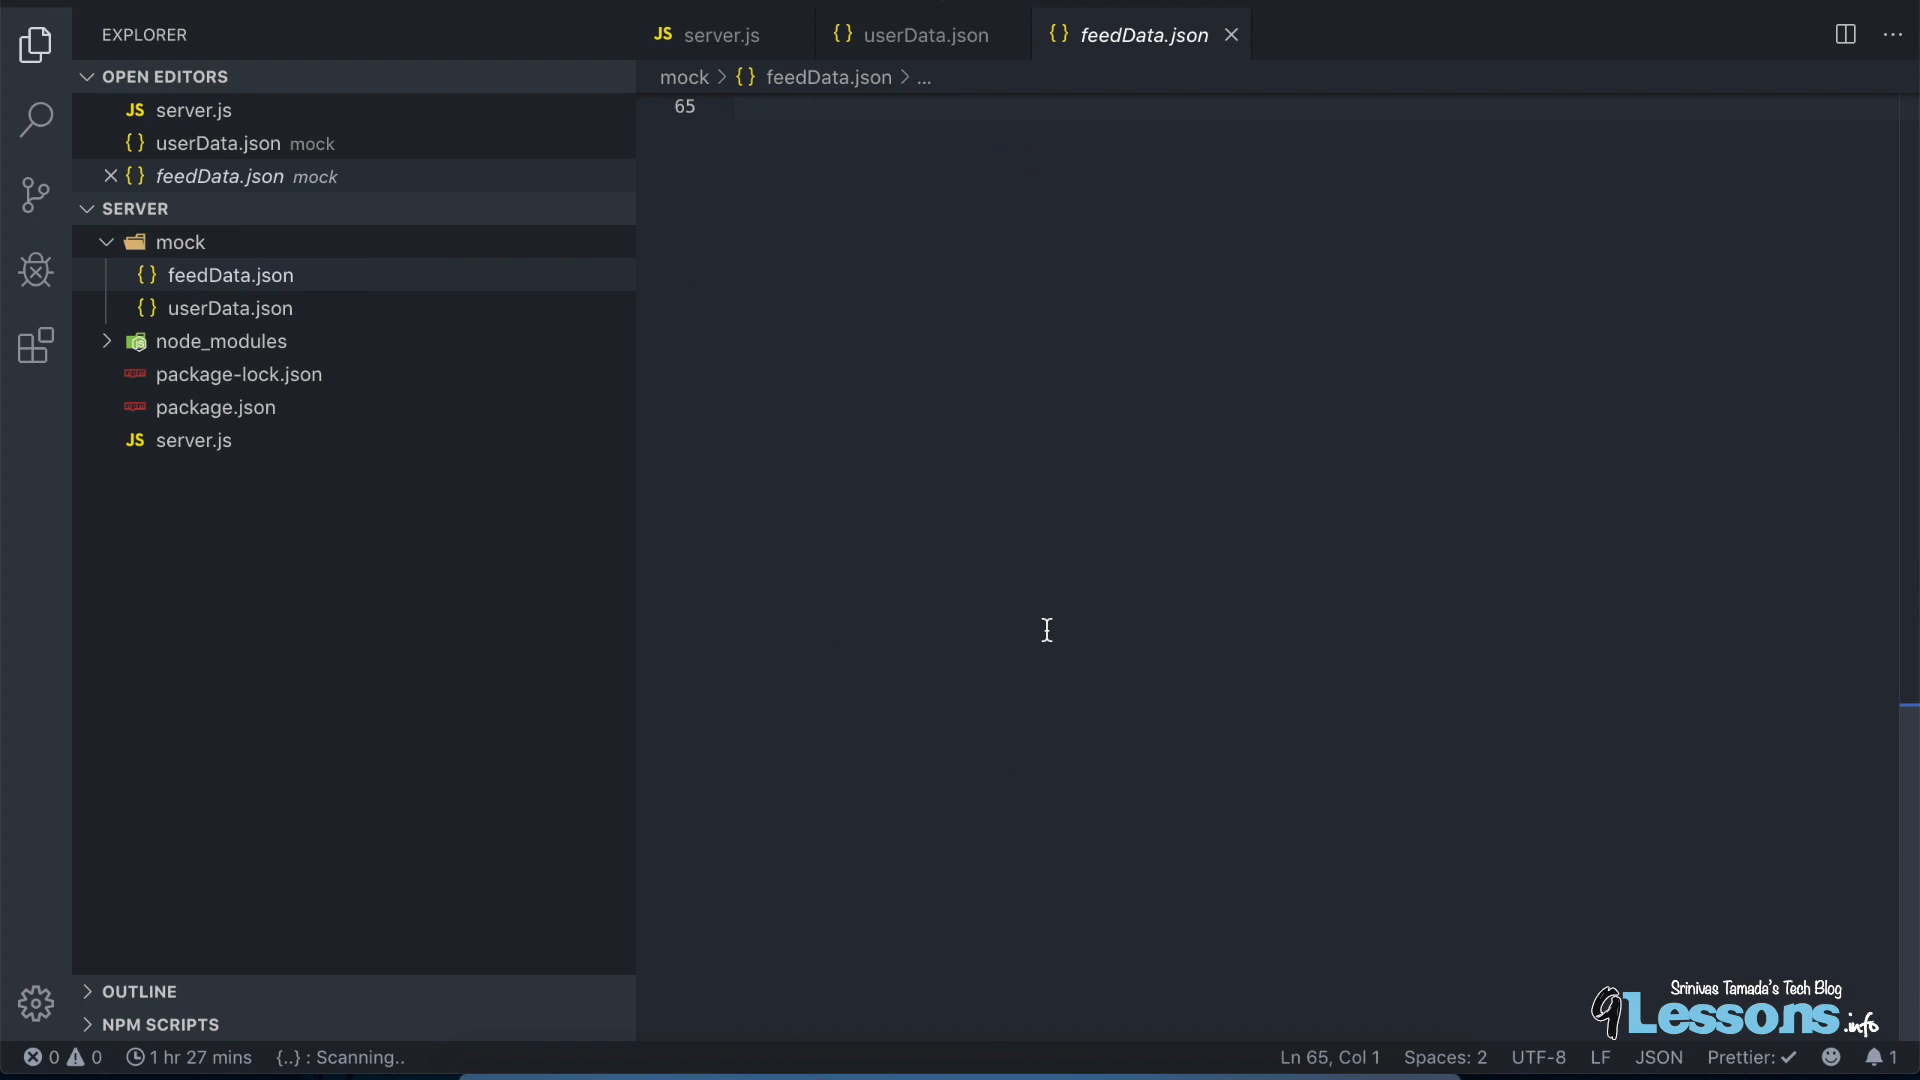 EXPLORER
OPEN EDITORS
JS server.js
{ } userData.json mock
{ } feedData.json mock
SERVER
mock
{ } feedData.json
{ } userData.json
node_modules
package-lock.json
package.json
JS server.js
OUTLINE
NPM SCRIPTS
JS server.js
{ } userData.json
{ } feedData.json
mock > { } feedData.json > ...
65
Srinivas Tamada's Tech Blog
9Lessons.info
0 0 1 hr 27 mins {..} : Scanning..
Ln 65, Col 1 Spaces: 2 UTF-8 LF JSON Prettier: ✓ 1